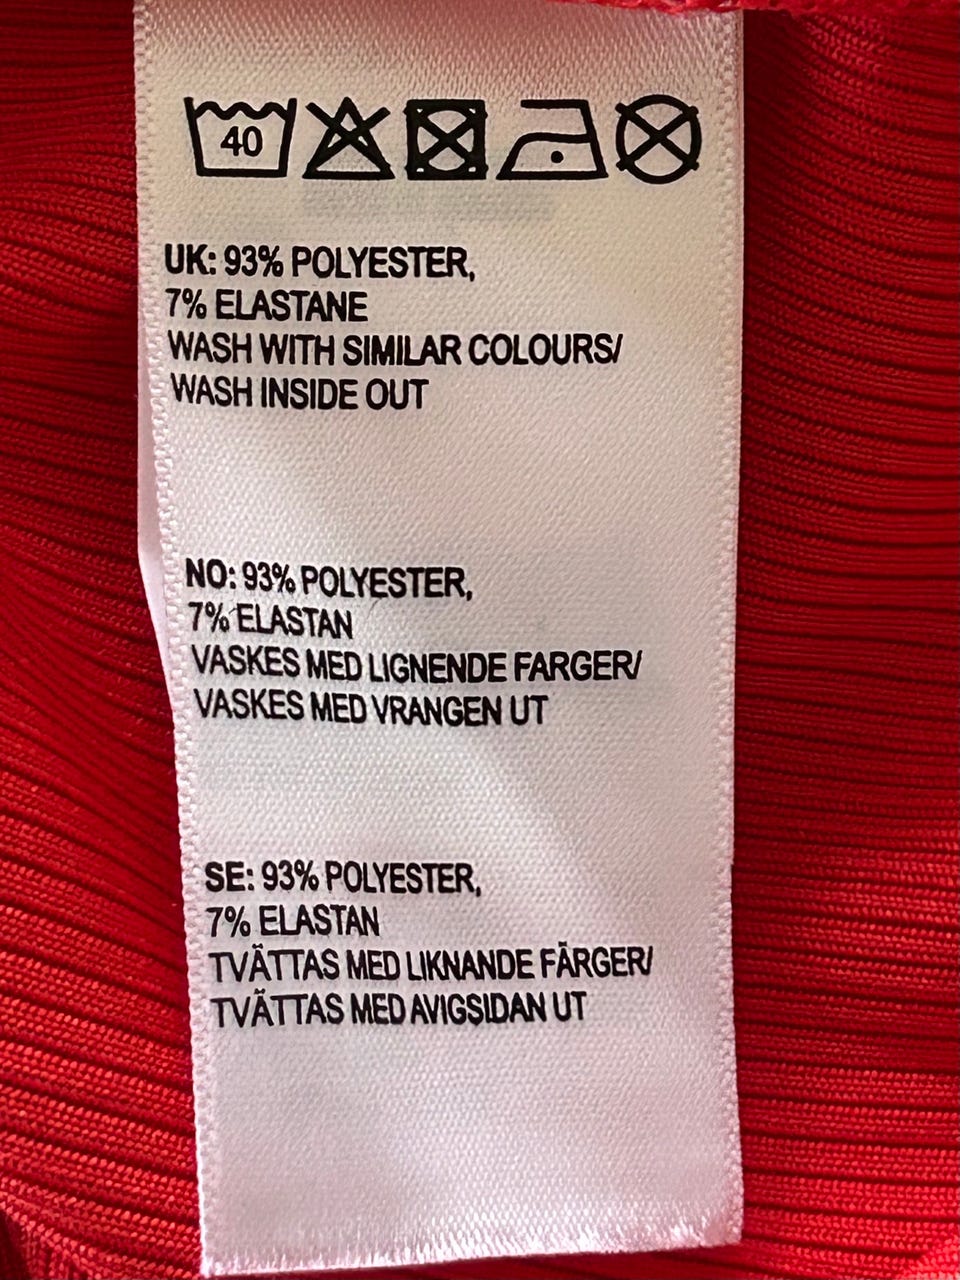 40
UK: 93% POLYESTER,
7% ELASTANE
WASH WITH SIMILAR COLOURS/
WASH INSIDE OUT
NO: 93% POLYESTER,
7% ELASTAN
VASKES MED LIGNENDE FARGER/
VASKES MED VRANGEN UT
SE: 93% POLYESTER,
7% ELASTAN
TVÄTTAS MED LIKNANDE FÄRGER/
TVÄTTAS MED AVIGSIDAN UT